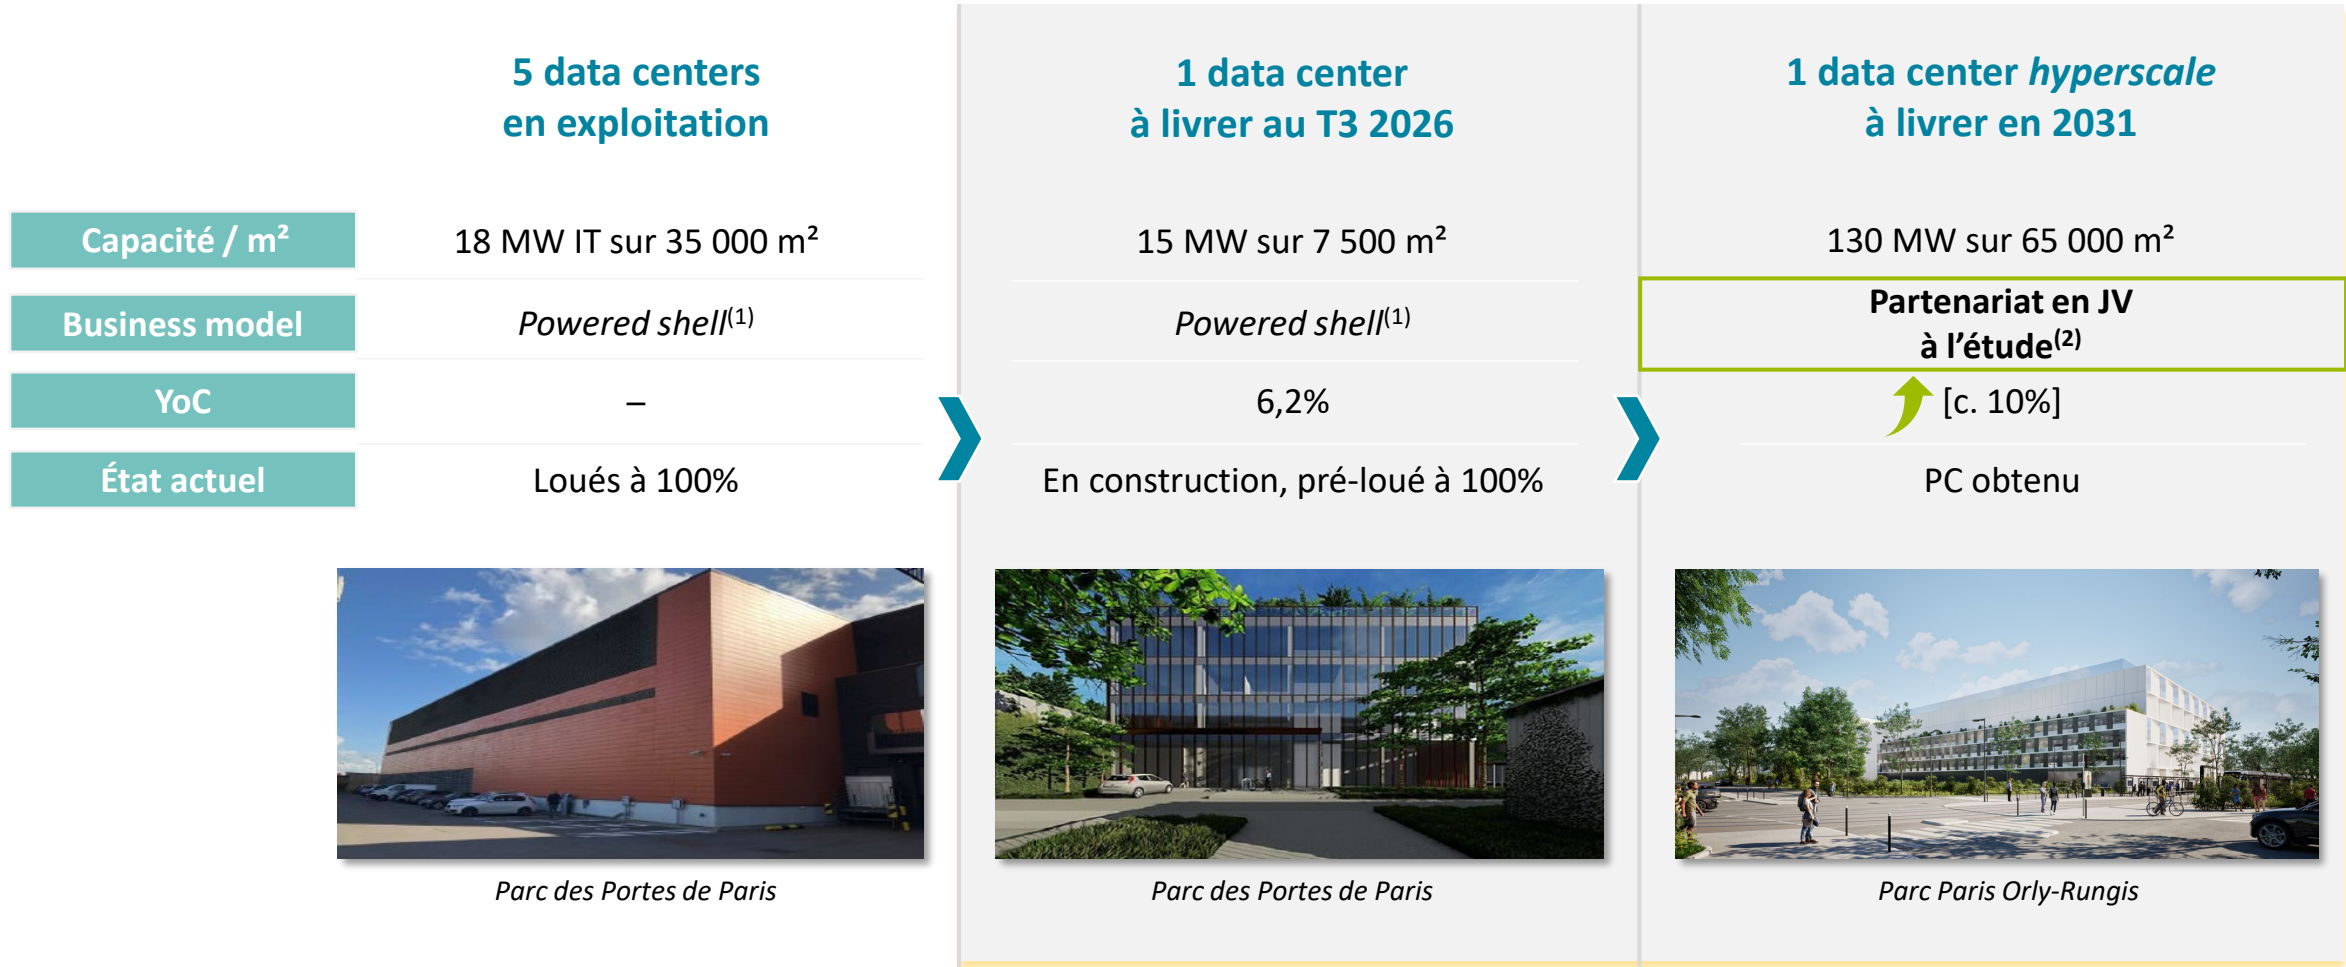 5 data centers
en exploitation
1 data center
à livrer au T3 2026
1 data center hyperscale
à livrer en 2031
Capacité / m²
18 MW IT sur 35 000 m²
15 MW sur 7 500 m²
130 MW sur 65 000 m²
Business model
Powered shell(1)
Powered shell(1)
Partenariat en JV
à l’étude(2)
YoC
–
6,2%
[c. 10%]
État actuel
Loués à 100%
En construction, pré-loué à 100%
PC obtenu
Parc des Portes de Paris
Parc des Portes de Paris
Parc Paris Orly-Rungis